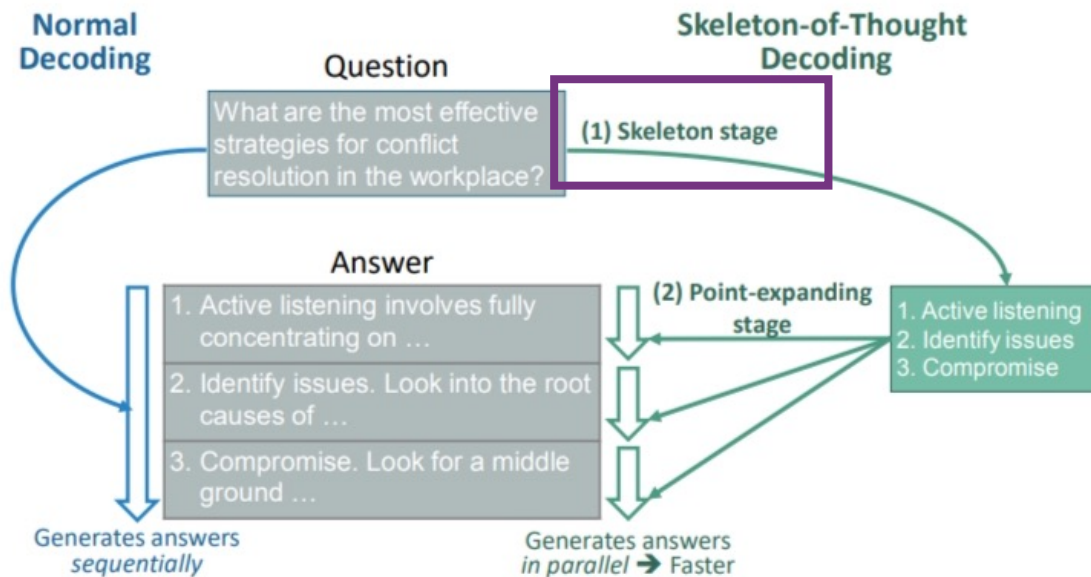 Normal
Decoding
Skeleton-of-Thought
Decoding
Question
What are the most effective
strategies for conflict
resolution in the workplace?
(1) Skeleton stage
Answer
1. Active listening involves fully
concentrating on …
2. Identify issues. Look into the root
causes of …
3. Compromise. Look for a middle
ground …
(2) Point-expanding
stage
1. Active listening
2. Identify issues
3. Compromise
Generates answers
sequentially
Generates answers
in parallel ➔ Faster